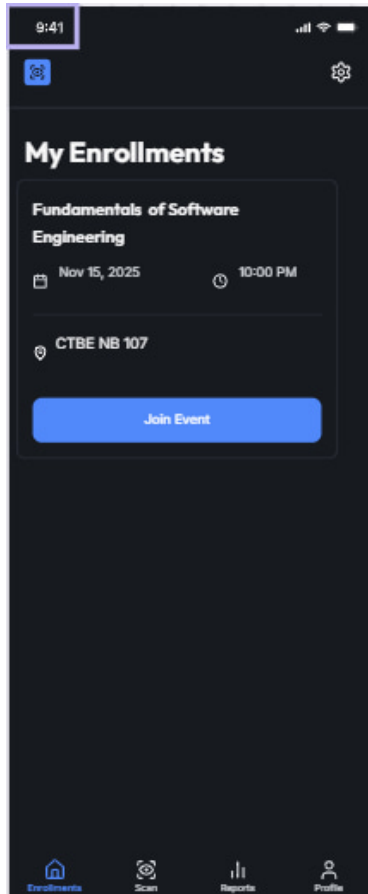 9:41
My Enrollments
Fundamentals of Software
Engineering
Nov 15, 2025
10:00 PM
CTBE NB 107
Join Event
Enrollments
Scan
Reports
Profile